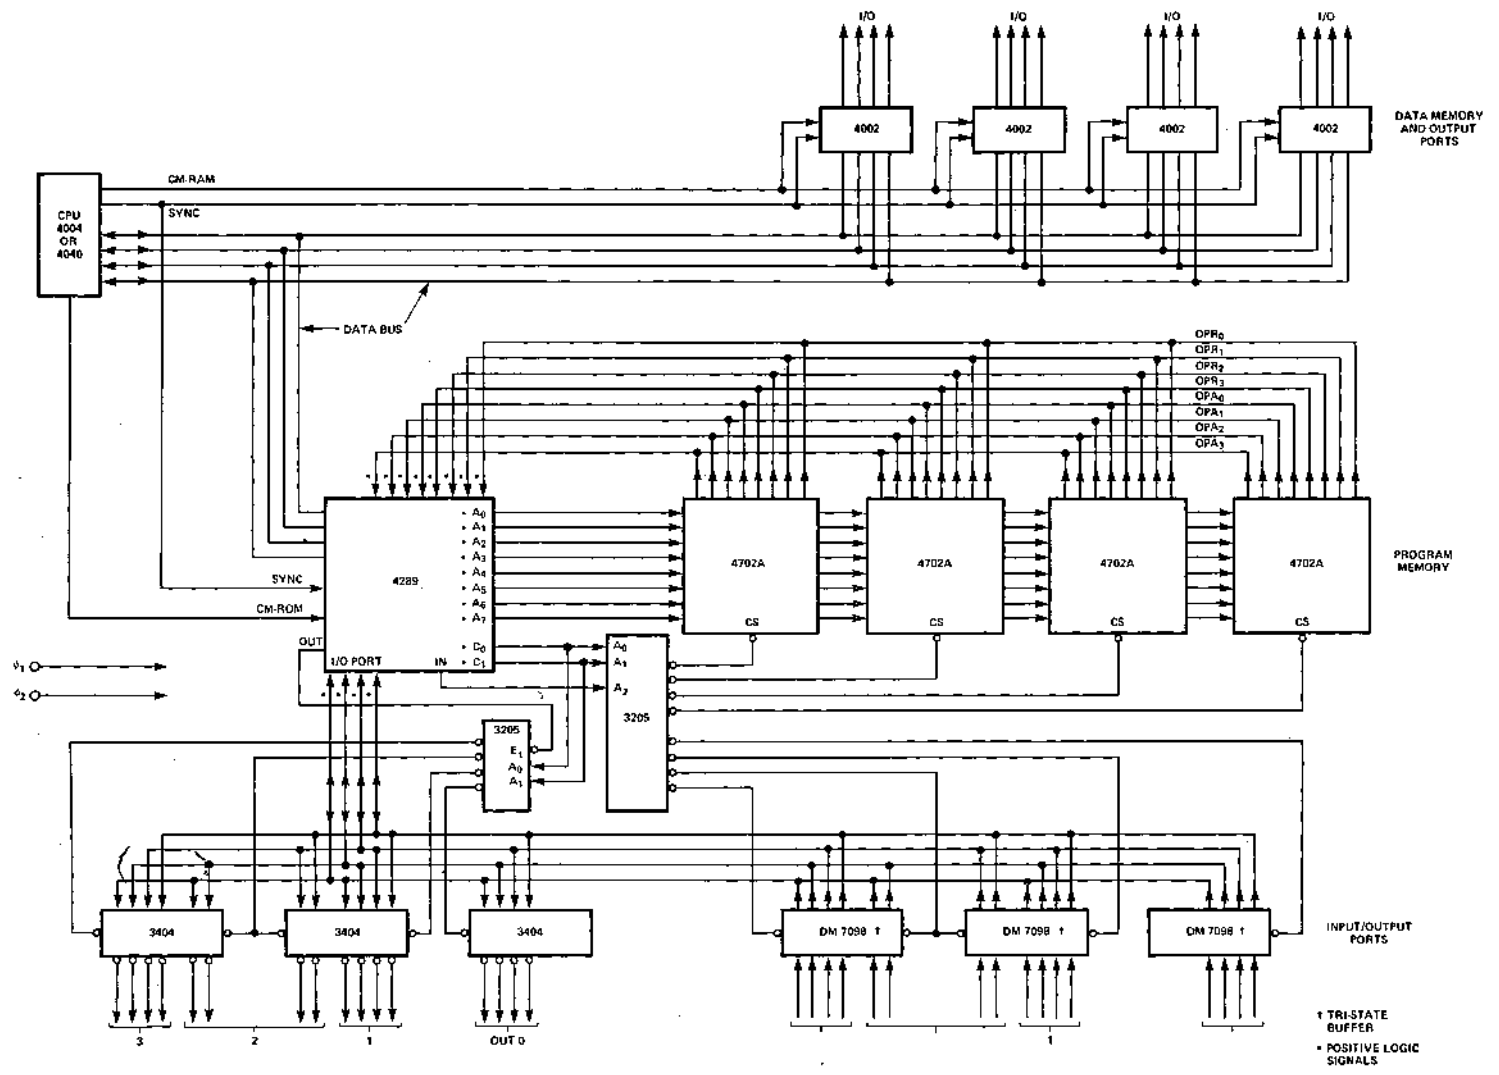 I/O I/O I/O I/O
4002 4002 4002 4002
DATA MEMORY
AND OUTPUT
PORTS
CM-RAM
SYNC
CPU
4004
OR
4040
DATA BUS
OPR0
OPR1
OPR2
OPR3
OPA0
OPA1
OPA2
OPA3
* A0
* A1
* A2
* A3
* A4
* A5
* A6
* A7
4289
SYNC
CM-ROM
OUT
I/O PORT
IN
* C0
* C1
4702A 4702A 4702A 4702A
CS CS CS CS
PROGRAM
MEMORY
ϕ1
ϕ2
A0
A1
A2
3205
3205
E1
A0
A1
3404 3404 3404
DM 7098 † DM 7098 † DM 7098 †
INPUT/OUTPUT
PORTS
3 2 1 OUT 0
1
† TRI-STATE
BUFFER
* POSITIVE LOGIC
SIGNALS